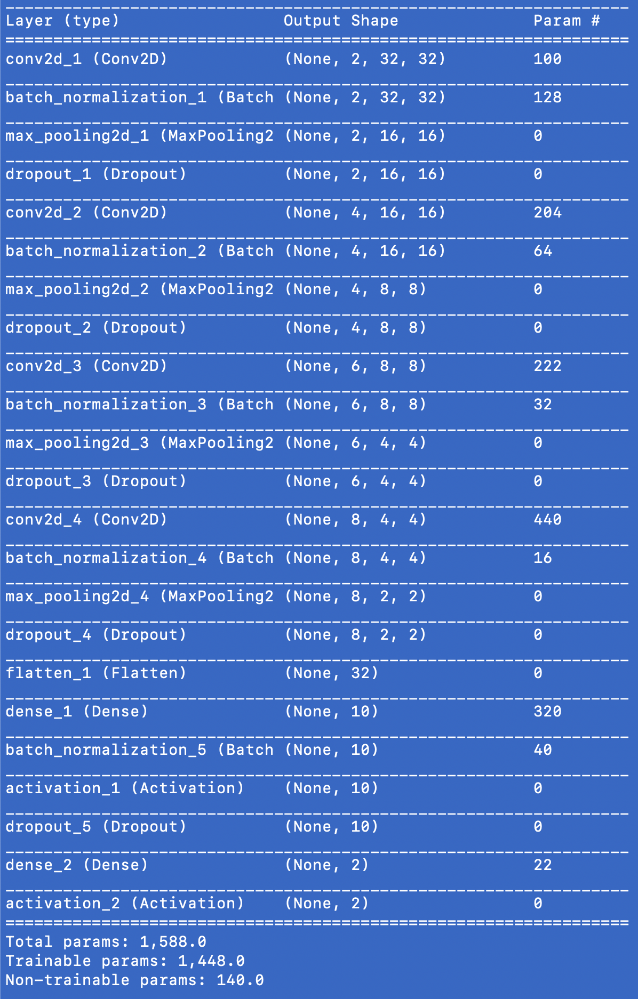 _________________________________________________________________
Layer (type)                 Output Shape              Param #
=================================================================
conv2d_1 (Conv2D)            (None, 2, 32, 32)         100
_________________________________________________________________
batch_normalization_1 (Batch (None, 2, 32, 32)         128
_________________________________________________________________
max_pooling2d_1 (MaxPooling2 (None, 2, 16, 16)         0
_________________________________________________________________
dropout_1 (Dropout)          (None, 2, 16, 16)         0
_________________________________________________________________
conv2d_2 (Conv2D)            (None, 4, 16, 16)         204
_________________________________________________________________
batch_normalization_2 (Batch (None, 4, 16, 16)         64
_________________________________________________________________
max_pooling2d_2 (MaxPooling2 (None, 4, 8, 8)           0
_________________________________________________________________
dropout_2 (Dropout)          (None, 4, 8, 8)           0
_________________________________________________________________
conv2d_3 (Conv2D)            (None, 6, 8, 8)           222
_________________________________________________________________
batch_normalization_3 (Batch (None, 6, 8, 8)           32
_________________________________________________________________
max_pooling2d_3 (MaxPooling2 (None, 6, 4, 4)           0
_________________________________________________________________
dropout_3 (Dropout)          (None, 6, 4, 4)           0
_________________________________________________________________
conv2d_4 (Conv2D)            (None, 8, 4, 4)           440
_________________________________________________________________
batch_normalization_4 (Batch (None, 8, 4, 4)           16
_________________________________________________________________
max_pooling2d_4 (MaxPooling2 (None, 8, 2, 2)           0
_________________________________________________________________
dropout_4 (Dropout)          (None, 8, 2, 2)           0
_________________________________________________________________
flatten_1 (Flatten)          (None, 32)                0
_________________________________________________________________
dense_1 (Dense)              (None, 10)                320
_________________________________________________________________
batch_normalization_5 (Batch (None, 10)                40
_________________________________________________________________
activation_1 (Activation)    (None, 10)                0
_________________________________________________________________
dropout_5 (Dropout)          (None, 10)                0
_________________________________________________________________
dense_2 (Dense)              (None, 2)                 22
_________________________________________________________________
activation_2 (Activation)    (None, 2)                 0
=================================================================
Total params: 1,588.0
Trainable params: 1,448.0
Non-trainable params: 140.0